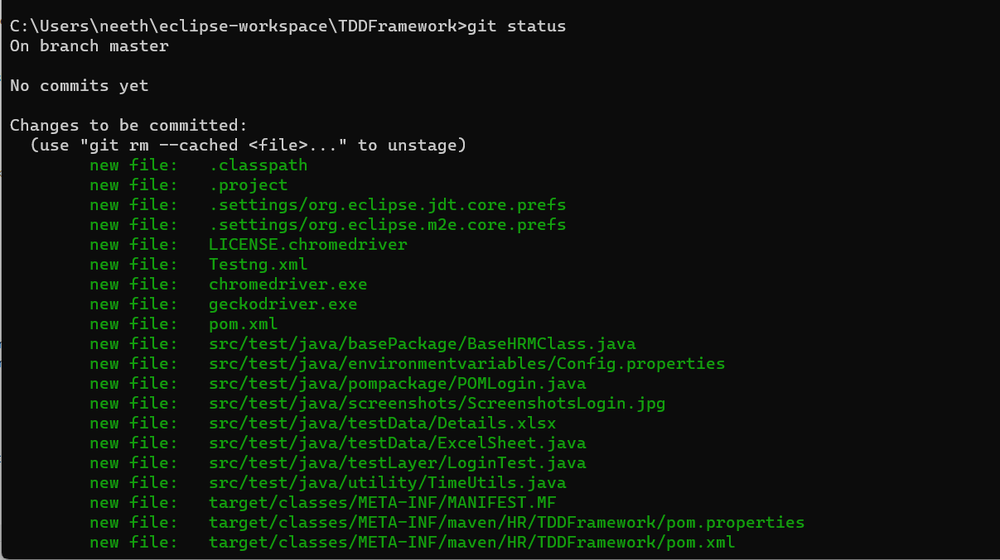 C:\Users\neeth\eclipse-workspace\TDDFramework>git status
On branch master
No commits yet
Changes to be committed:
(use "git rm --cached <file>..." to unstage)
new file: .classpath
new file: .project
new file: .settings/org.eclipse.jdt.core.prefs
new file: .settings/org.eclipse.m2e.core.prefs
new file: LICENSE.chromedriver
new file: Testng.xml
new file: chromedriver.exe
new file: geckodriver.exe
new file: pom.xml
new file: src/test/java/basePackage/BaseHRMClass.java
new file: src/test/java/environmentvariables/Config.properties
new file: src/test/java/pompackage/POMLogin.java
new file: src/test/java/screenshots/ScreenshotsLogin.jpg
new file: src/test/java/testData/Details.xlsx
new file: src/test/java/testData/ExcelSheet.java
new file: src/test/java/testLayer/LoginTest.java
new file: src/test/java/utility/TimeUtils.java
new file: target/classes/META-INF/MANIFEST.MF
new file: target/classes/META-INF/maven/HR/TDDFramework/pom.properties
new file: target/classes/META-INF/maven/HR/TDDFramework/pom.xml